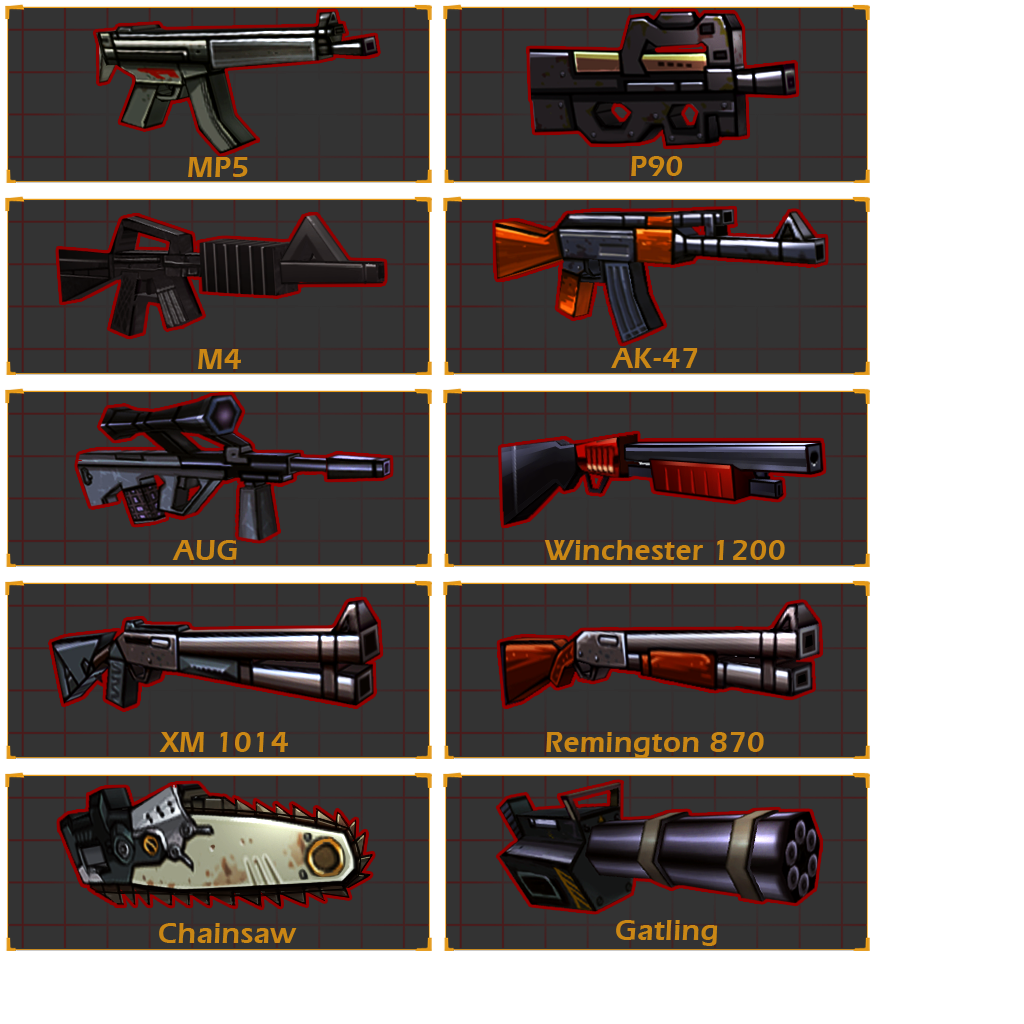 MP5
P90
M4
AK-47
AUG
Winchester 1200
XM 1014
Remington 870
Chainsaw
Gatling